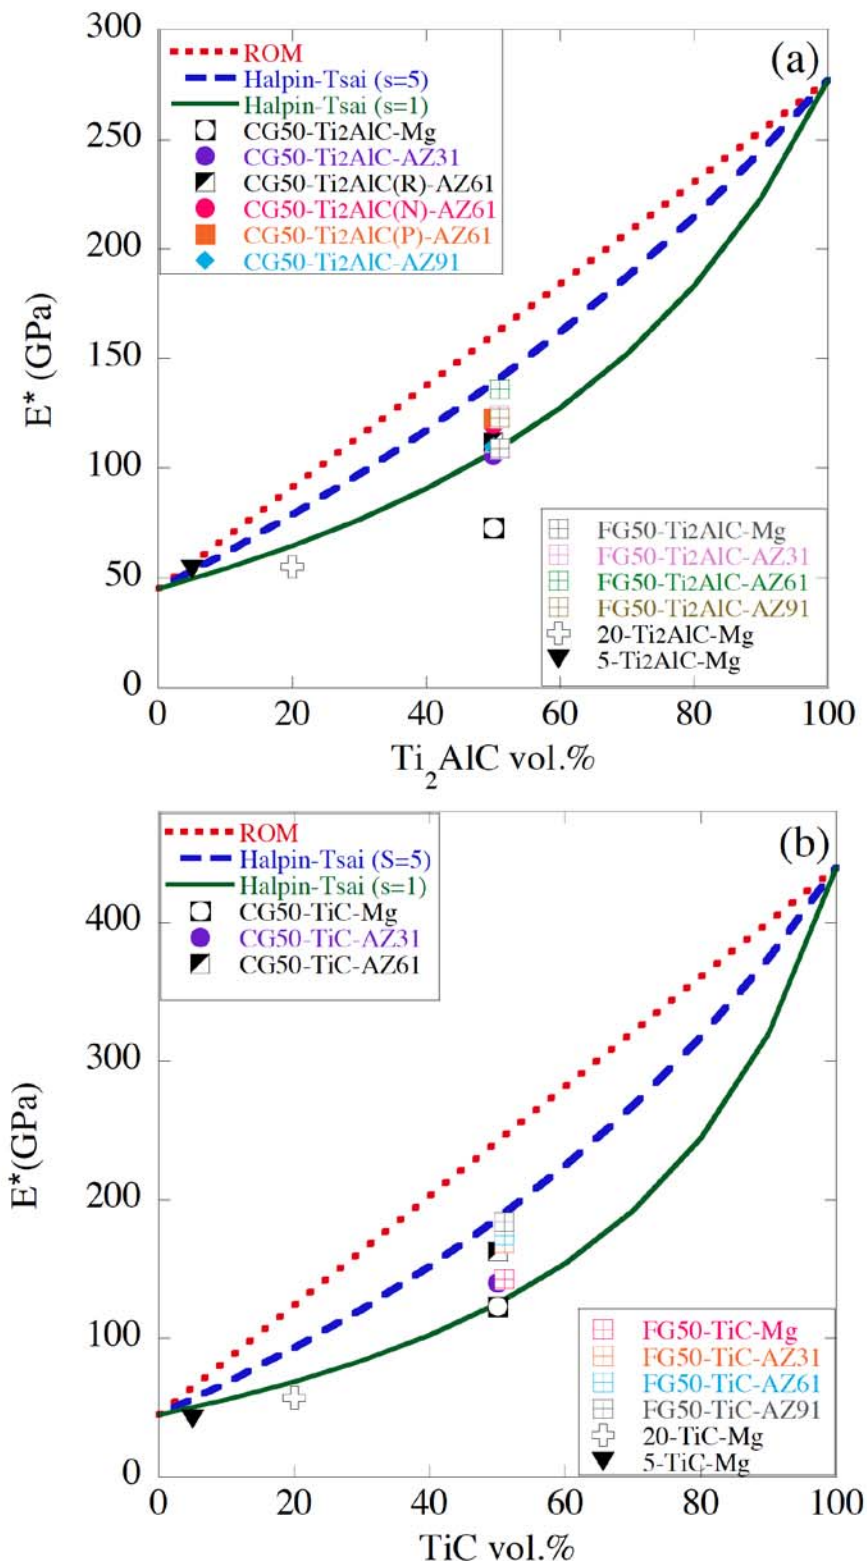 300
(a)
ROM
Halpin-Tsai (s=5)
Halpin-Tsai (s=1)
CG50-Ti2AlC-Mg
CG50-Ti2AlC-AZ31
CG50-Ti2AlC(R)-AZ61
CG50-Ti2AlC(N)-AZ61
CG50-Ti2AlC(P)-AZ61
CG50-Ti2AlC-AZ91
250
200
150
100
50
0
E* (GPa)
FG50-Ti2AlC-Mg
FG50-Ti2AlC-AZ31
FG50-Ti2AlC-AZ61
FG50-Ti2AlC-AZ91
20-Ti2AlC-Mg
5-Ti2AlC-Mg
0 20 40 60 80 100
Ti₂AlC vol.%
(b)
ROM
Halpin-Tsai (S=5)
Halpin-Tsai (s=1)
CG50-TiC-Mg
CG50-TiC-AZ31
CG50-TiC-AZ61
400
300
200
100
0
E*(GPa)
FG50-TiC-Mg
FG50-TiC-AZ31
FG50-TiC-AZ61
FG50-TiC-AZ91
20-TiC-Mg
5-TiC-Mg
0 20 40 60 80 100
TiC vol.%